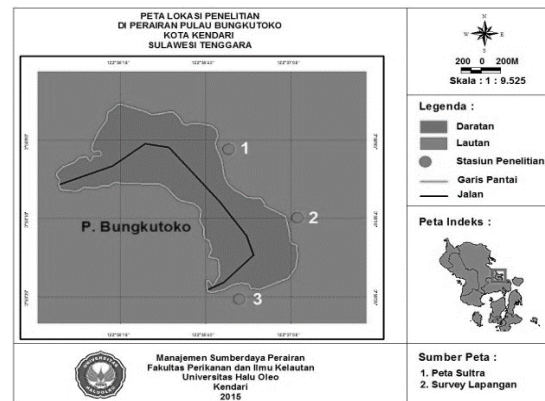 PETA LOKASI PENELITIAN
DI PERAIRAN PULAU BUNGKUTOKO
KOTA KENDARI
SULAWESI TENGGARA
N
200 0 200M
Skala : 1 : 9.525
Legenda :
Daratan
Lautan
Stasiun Penelitian
Garis Pantai
Jalan
1
2
P. Bungkutoko
3
Peta Indeks :
Manajemen Sumberdaya Perairan
Fakultas Perikanan dan Ilmu Kelautan
Universitas Halu Oleo
Kendari
2015
Sumber Peta :
1. Peta Sultra
2. Survey Lapangan